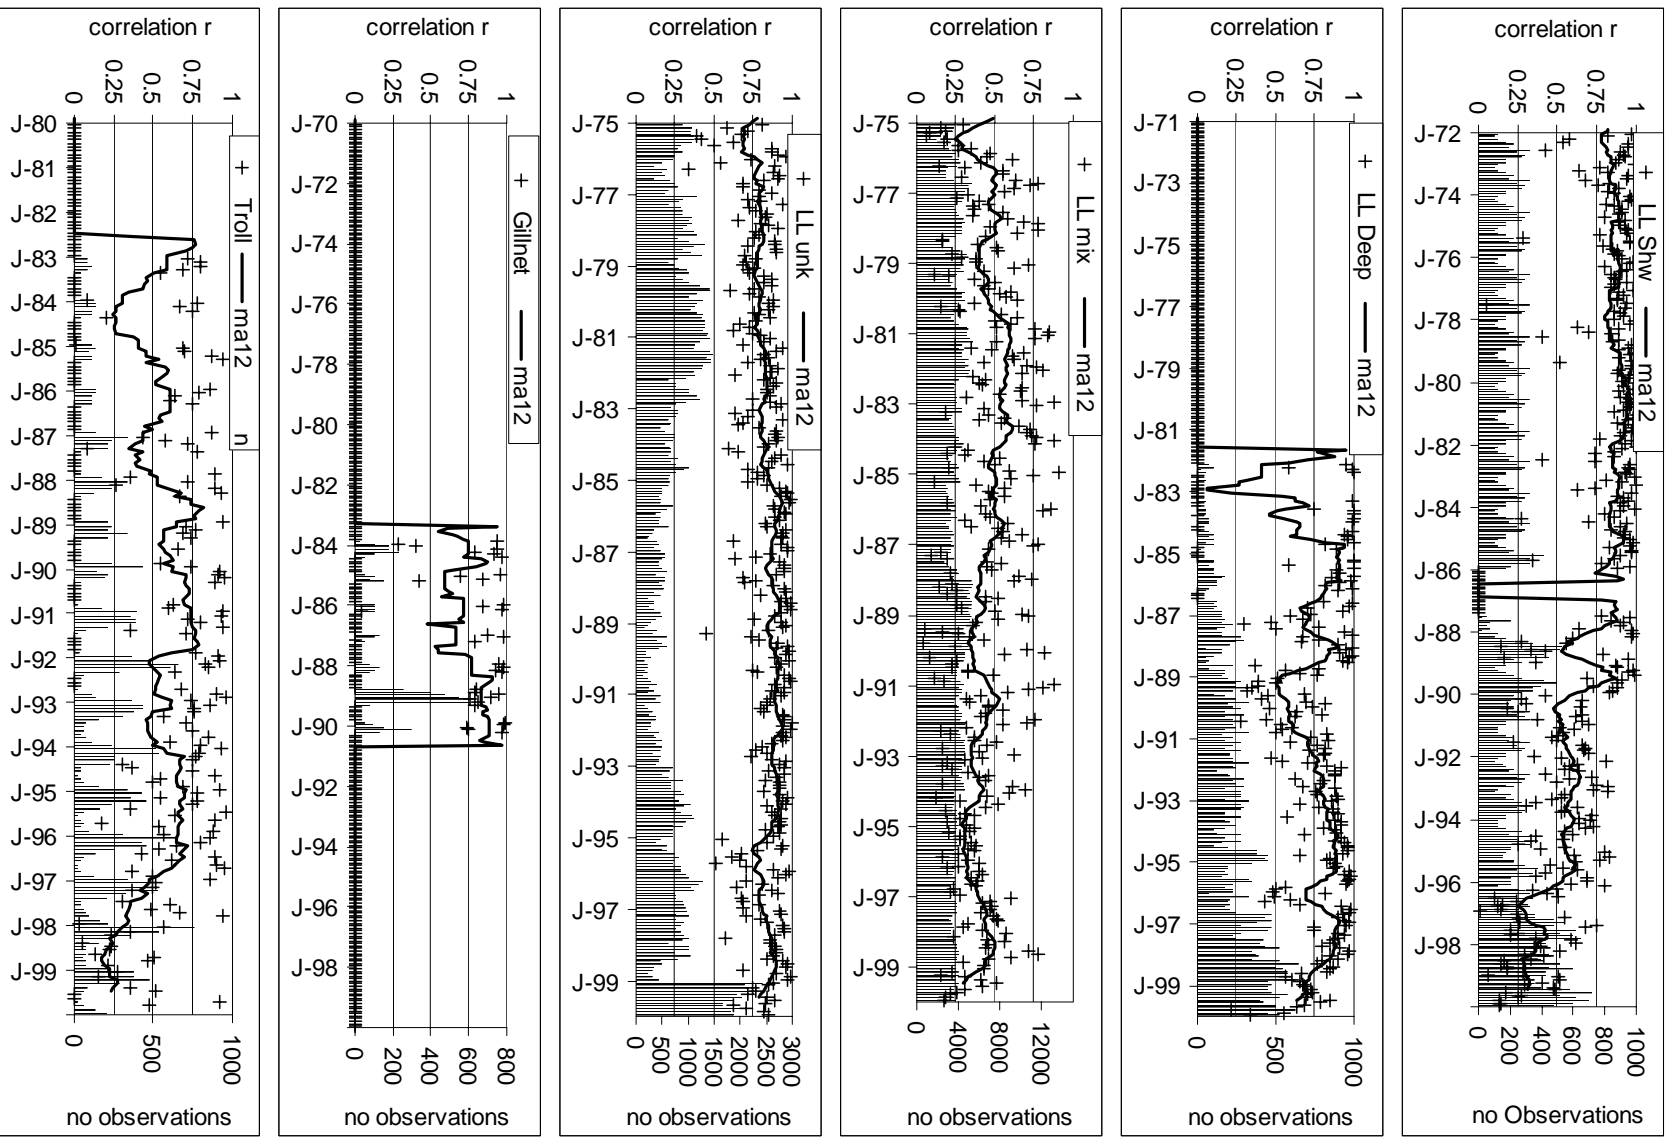 correlation r
1
0.75
0.5
0.25
0
LL Shw ma12
J-72
J-74
J-76
J-78
J-80
J-82
J-84
J-86
J-88
J-90
J-92
J-94
J-96
J-98
1000
800
600
400
200
0
no Observations
correlation r
1
0.75
0.5
0.25
0
LL Deep ma12
J-71
J-73
J-75
J-77
J-79
J-81
J-83
J-85
J-87
J-89
J-91
J-93
J-95
J-97
J-99
1000
500
0
no observations
correlation r
1
0.75
0.5
0.25
0
LL mix ma12
J-75
J-77
J-79
J-81
J-83
J-85
J-87
J-89
J-91
J-93
J-95
J-97
J-99
12000
8000
4000
0
no observations
correlation r
1
0.75
0.5
0.25
0
LL unk ma12
J-75
J-77
J-79
J-81
J-83
J-85
J-87
J-89
J-91
J-93
J-95
J-97
J-99
3000
2500
2000
1500
1000
500
0
no observations
correlation r
1
0.75
0.5
0.25
0
Gillnet ma12
J-70
J-72
J-74
J-76
J-78
J-80
J-82
J-84
J-86
J-88
J-90
J-92
J-94
J-96
J-98
800
600
400
200
0
no observations
correlation r
1
0.75
0.5
0.25
0
Troll ma12 n
J-80
J-81
J-82
J-83
J-84
J-85
J-86
J-87
J-88
J-89
J-90
J-91
J-92
J-93
J-94
J-95
J-96
J-97
J-98
J-99
1000
500
0
no observations